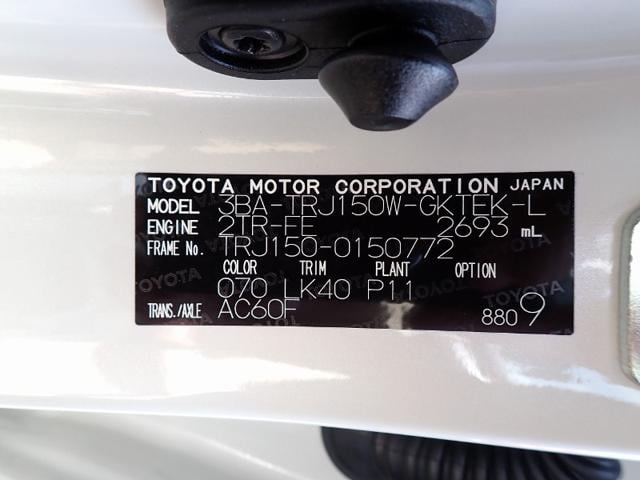 TOYOTA MOTOR CORPORATION JAPAN
MODEL 3BA-TRJ150W-GKTEK-L
ENGINE 2TR-FE 2693 mL
FRAME No. TRJ150-0150772
COLOR TRIM PLANT OPTION
070 LK40 P11
TRANS./AXLE AC60F
8809